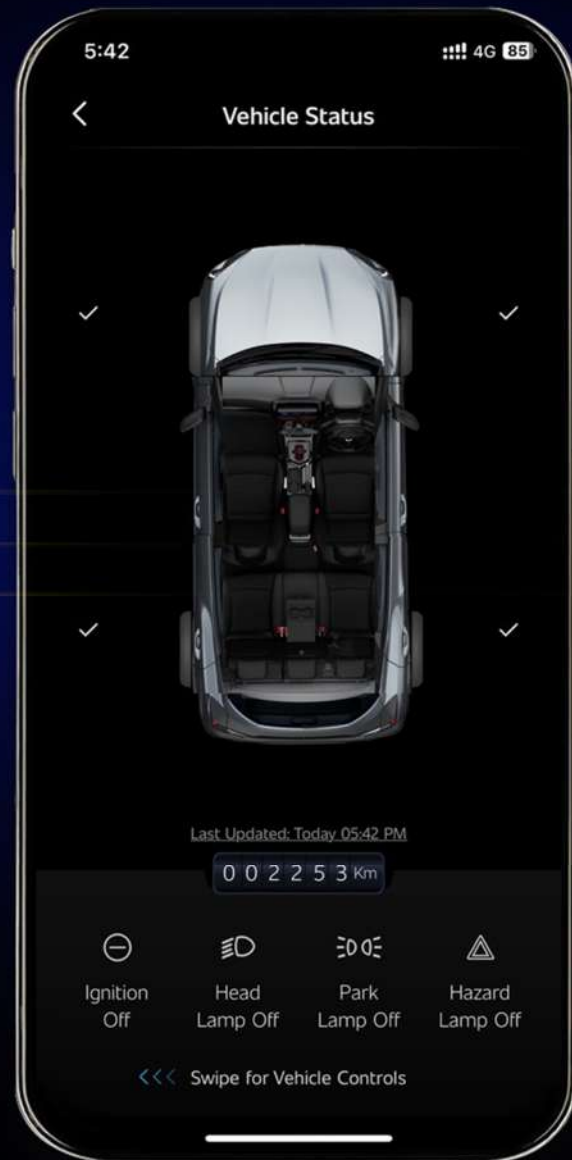 5:42
4G 85
Vehicle Status
Last Updated: Today 05:42 PM
0 0 2 2 5 3 Km
Ignition Off
Head Lamp Off
Park Lamp Off
Hazard Lamp Off
<<< Swipe for Vehicle Controls